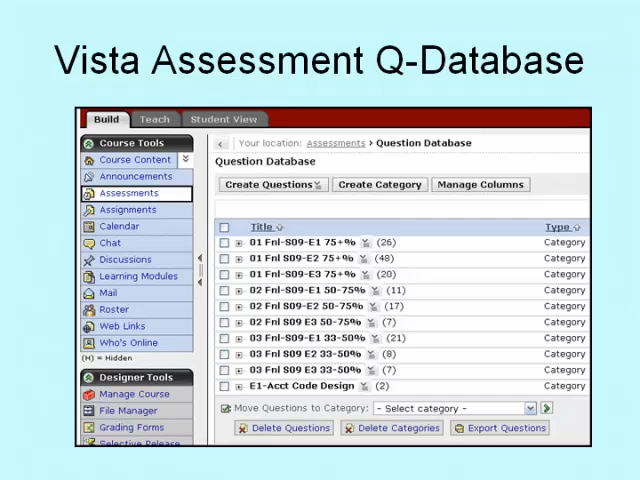 Vista Assessment Q-Database
Build Teach Student View
Course Tools
Course Content
Announcements
Assessments
Assignments
Calendar
Chat
Discussions
Learning Modules
Mail
Roster
Web Links
Who's Online
(H) = Hidden
Designer Tools
Manage Course
File Manager
Grading Forms
Selective Release
Your location: Assessments > Question Database
Question Database
Create Questions Create Category Manage Columns
Title Type
01 Fnl-S09-E1 75+% (26) Category
01 Fnl S09-E2 75+% (48) Category
01 Fnl-S09-E3 75+% (20) Category
02 Fnl-S09-E1 50-75% (11) Category
02 Fnl-S09-E2 50-75% (17) Category
02 Fnl S09 E3 50-75% (7) Category
03 Fnl-S09-E1 33-50% (21) Category
03 Fnl S09 E2 33-50% (8) Category
03 Fnl S09 E3 33-50% (7) Category
E1-Acct Code Design (2) Category
Move Questions to Category: - Select category -
Delete Questions Delete Categories Export Questions